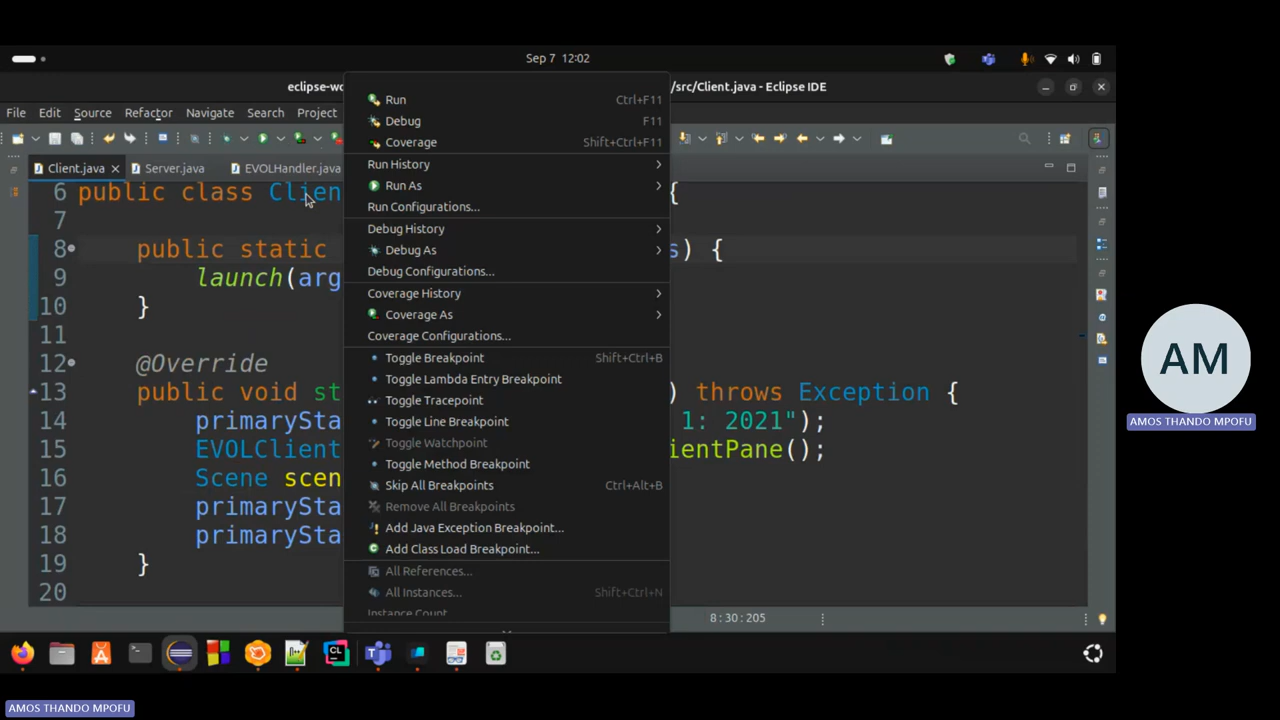 Sep 7 12:02
eclipse-wo
/src/Client.java - Eclipse IDE
File Edit Source Refactor Navigate Search Project
Client.java Server.java EVOLHandler.java
6 public class Clien {
7
8 public static s) {
9 launch(arg
10 }
11
12 @Override
13 public void st ) throws Exception {
14 primarySta 1: 2021");
15 EVOLClient ientPane();
16 Scene scen
17 primarySta
18 primarySta
19 }
20
Run Ctrl+F11
Debug F11
Coverage Shift+Ctrl+F11
Run History
Run As
Run Configurations...
Debug History
Debug As
Debug Configurations...
Coverage History
Coverage As
Coverage Configurations...
Toggle Breakpoint Shift+Ctrl+B
Toggle Lambda Entry Breakpoint
Toggle Tracepoint
Toggle Line Breakpoint
Toggle Watchpoint
Toggle Method Breakpoint
Skip All Breakpoints Ctrl+Alt+B
Remove All Breakpoints
Add Java Exception Breakpoint...
Add Class Load Breakpoint...
All References...
All Instances... Shift+Ctrl+N
Instance Count...
8 : 30 : 205
CL
AM
AMOS THANDO MPOFU
AMOS THANDO MPOFU